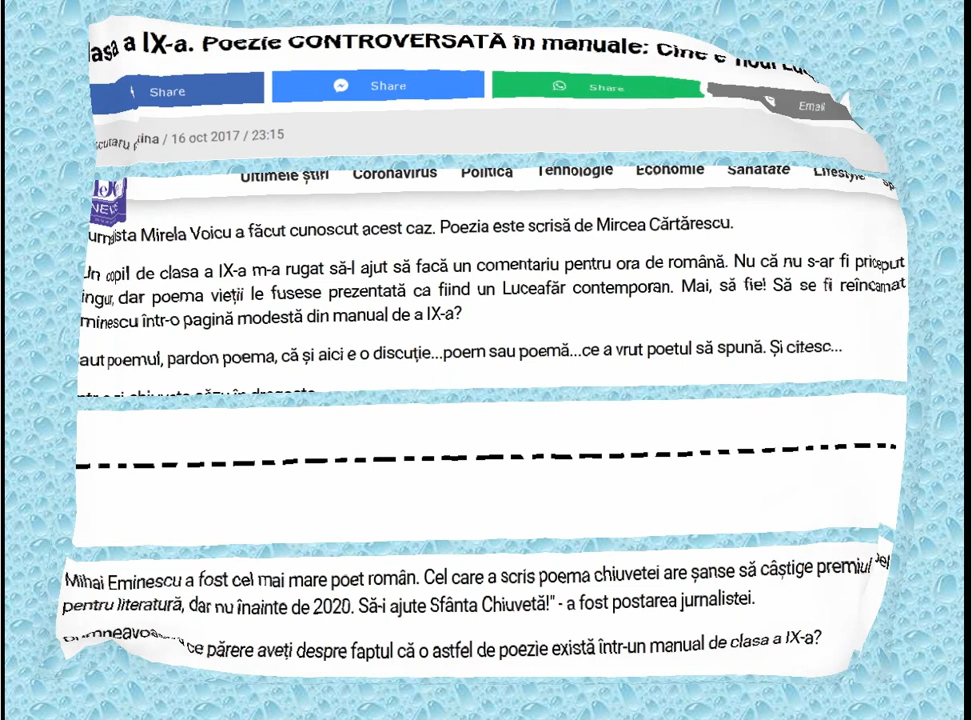 a IX-a. Poezie CONTROVERSATĂ în manuale: Cine e noul
Share Share Share Email
/ 16 oct 2017 / 23:15
Ultimele știri Coronavirus Politica Tehnologie Economie Sanatate Lifestyle
NEWS
Mirela Voicu a făcut cunoscut acest caz. Poezia este scrisă de Mircea Cărtărescu.
Un copil de clasa a IX-a m-a rugat să-l ajut să facă un comentariu pentru ora de română. Nu că nu s-ar fi priceput
singur, dar poema vieții le fusese prezentată ca fiind un Luceafăr contemporan. Mai, să fie! Să se fi reîncarnat
Eminescu într-o pagină modestă din manual de a IX-a?
aut poemul, pardon poema, că și aici e o discuție...poem sau poemă...ce a vrut poetul să spună. Și citesc...
Mihai Eminescu a fost cel mai mare poet român. Cel care a scris poema chiuvetei are șanse să câștige premiul
pentru literatură, dar nu înainte de 2020. Să-i ajute Sfânta Chiuvetă!" - a fost postarea jurnalistei.
ce părere aveți despre faptul că o astfel de poezie există într-un manual de clasa a IX-a?